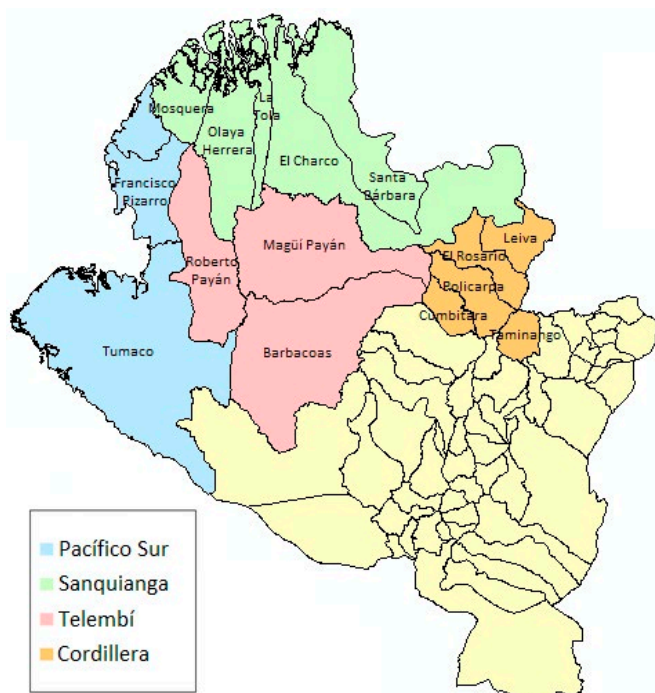 Mosquera
Olaya
Herrera
La
Tola
El Charco
Santa
Bárbara
Francisco
Pizarro
Roberto
Payán
Magüí Payán
Leiva
El Rosario
Policarpa
Cumbitara
Taminango
Tumaco
Barbacoas
Pacífico Sur
Sanquianga
Telembí
Cordillera